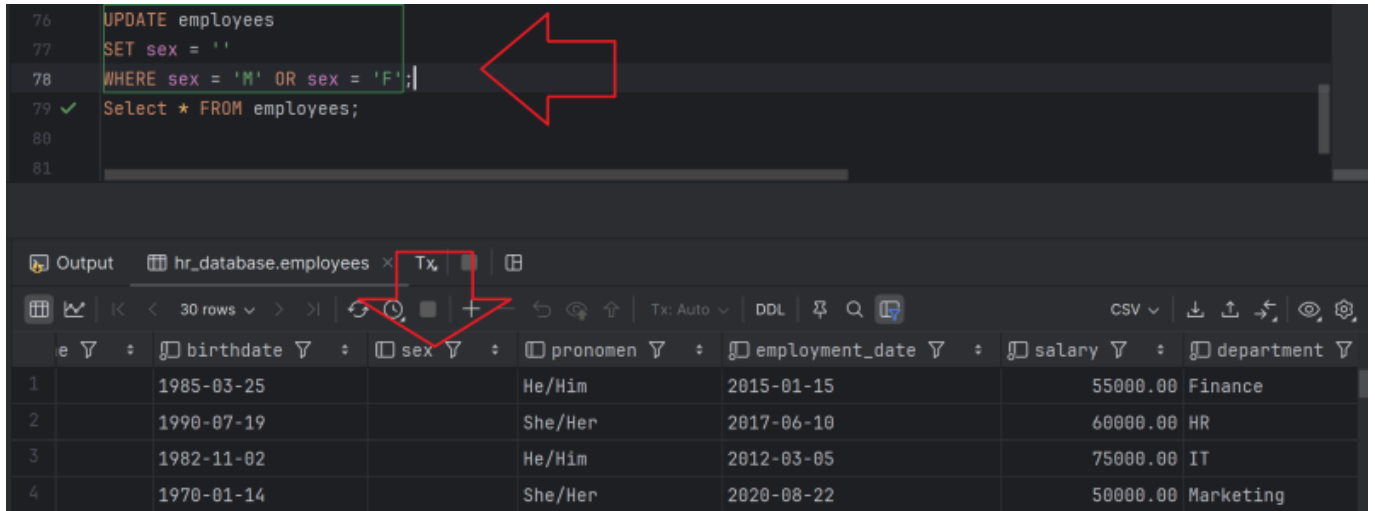 76 UPDATE employees
77 SET sex = ''
78 WHERE sex = 'M' OR sex = 'F';
79 Select * FROM employees;
80
81
Output hr_database.employees Tx
30 rows Tx: Auto DDL CSV
e birthdate sex pronomen employment_date salary department
1 1985-03-25 He/Him 2015-01-15 55000.00 Finance
2 1990-07-19 She/Her 2017-06-10 60000.00 HR
3 1982-11-02 He/Him 2012-03-05 75000.00 IT
4 1970-01-14 She/Her 2020-08-22 50000.00 Marketing